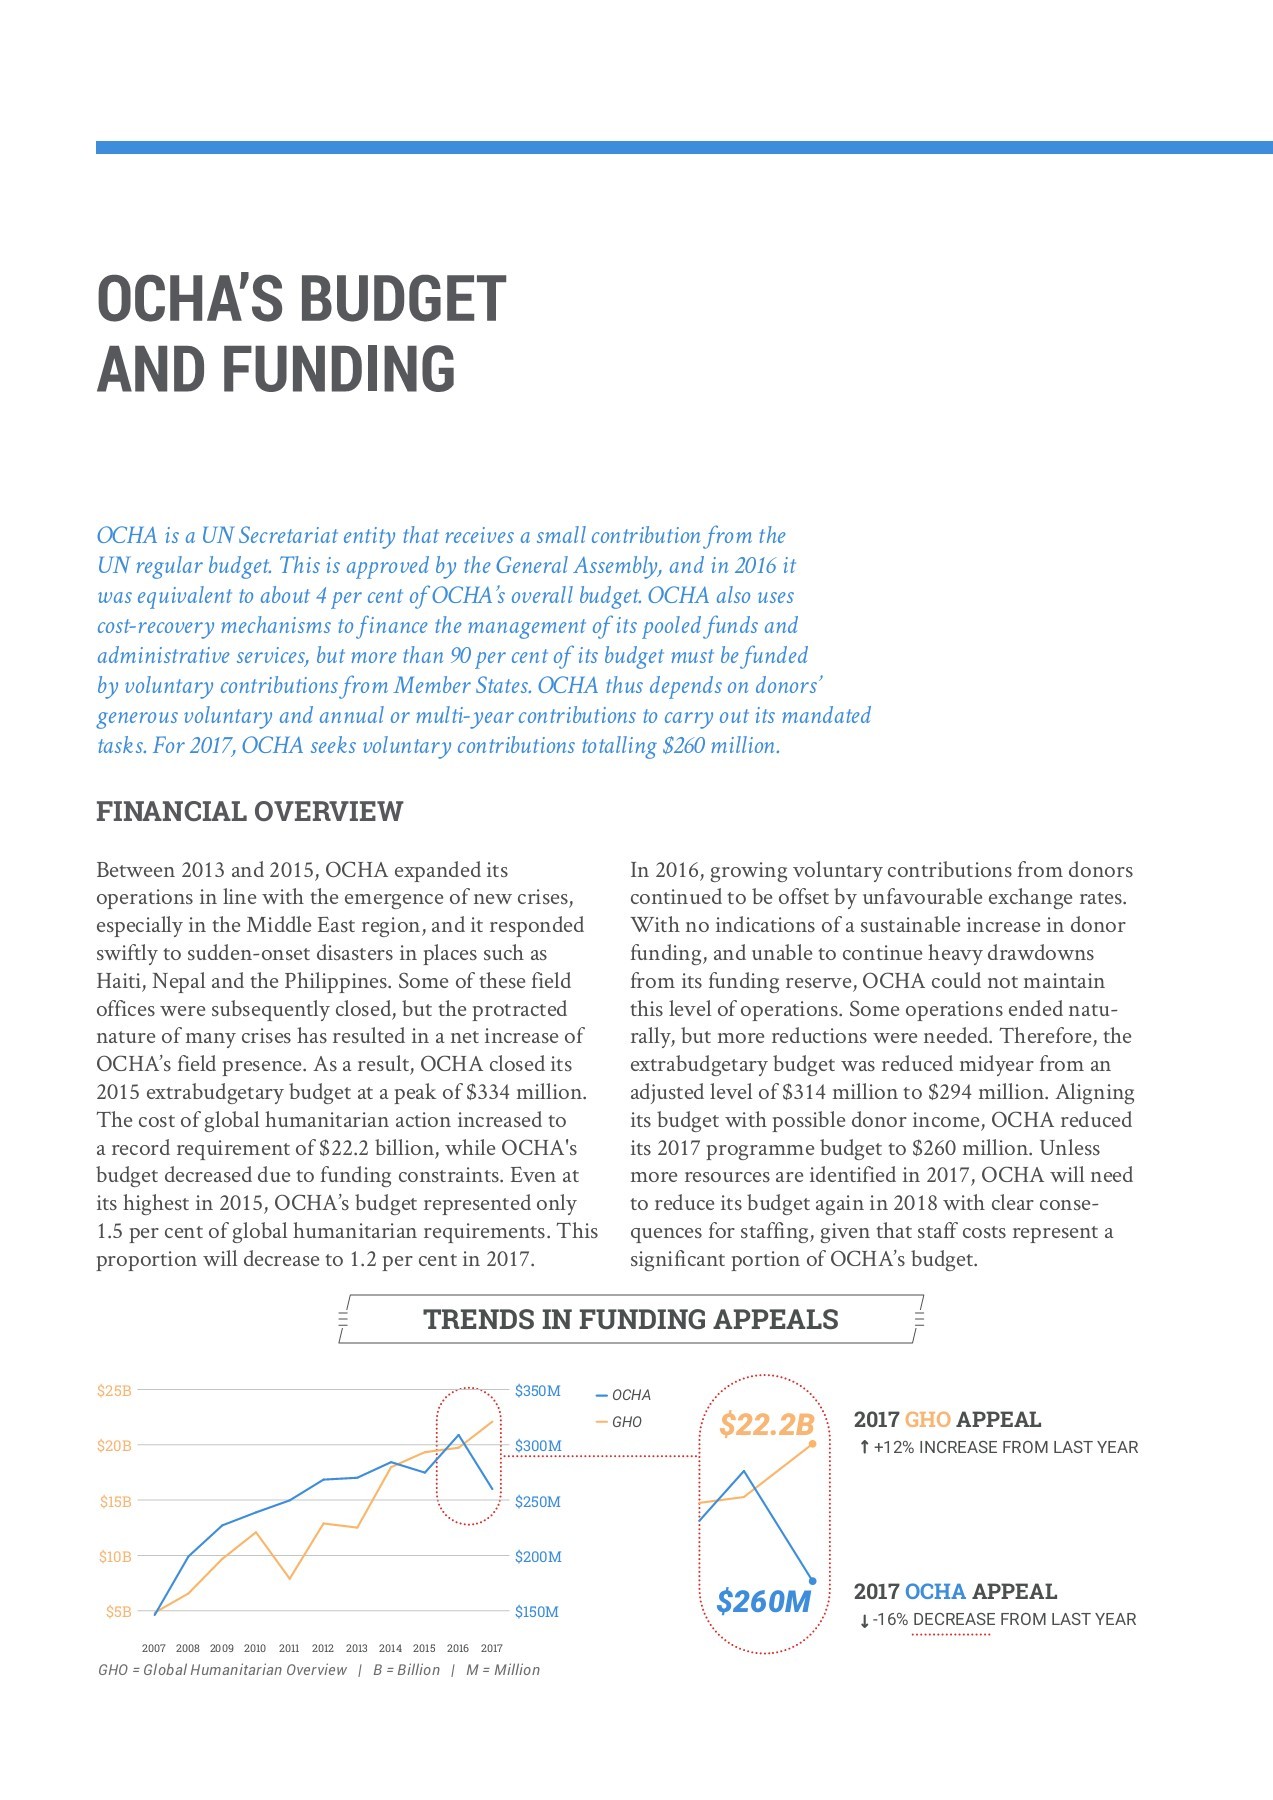 OCHA’S BUDGET
AND FUNDING
OCHA is a UN Secretariat entity that receives a small contribution from the
UN regular budget. This is approved by the General Assembly, and in 2016 it
was equivalent to about 4 per cent of OCHA’s overall budget. OCHA also uses
cost-recovery mechanisms to finance the management of its pooled funds and
administrative services, but more than 90 per cent of its budget must be funded
by voluntary contributions from Member States. OCHA thus depends on donors’
generous voluntary and annual or multi-year contributions to carry out its mandated
tasks. For 2017, OCHA seeks voluntary contributions totalling $260 million.
FINANCIAL OVERVIEW
Between 2013 and 2015, OCHA expanded its
operations in line with the emergence of new crises,
especially in the Middle East region, and it responded
swiftly to sudden-onset disasters in places such as
Haiti, Nepal and the Philippines. Some of these field
offices were subsequently closed, but the protracted
nature of many crises has resulted in a net increase of
OCHA’s field presence. As a result, OCHA closed its
2015 extrabudgetary budget at a peak of $334 million.
The cost of global humanitarian action increased to
a record requirement of $22.2 billion, while OCHA's
budget decreased due to funding constraints. Even at
its highest in 2015, OCHA’s budget represented only
1.5 per cent of global humanitarian requirements. This
proportion will decrease to 1.2 per cent in 2017.
In 2016, growing voluntary contributions from donors
continued to be offset by unfavourable exchange rates.
With no indications of a sustainable increase in donor
funding, and unable to continue heavy drawdowns
from its funding reserve, OCHA could not maintain
this level of operations. Some operations ended natu-
rally, but more reductions were needed. Therefore, the
extrabudgetary budget was reduced midyear from an
adjusted level of $314 million to $294 million. Aligning
its budget with possible donor income, OCHA reduced
its 2017 programme budget to $260 million. Unless
more resources are identified in 2017, OCHA will need
to reduce its budget again in 2018 with clear conse-
quences for staffing, given that staff costs represent a
significant portion of OCHA’s budget.
TRENDS IN FUNDING APPEALS
$25B
$20B
$15B
$10B
$5B
$350M
$300M
$250M
$200M
$150M
2007 2008 2009 2010 2011 2012 2013 2014 2015 2016 2017
GHO = Global Humanitarian Overview | B = Billion | M = Million
OCHA
GHO
$22.2B
$260M
2017 GHO APPEAL
↑ +12% INCREASE FROM LAST YEAR
2017 OCHA APPEAL
↓ -16% DECREASE FROM LAST YEAR